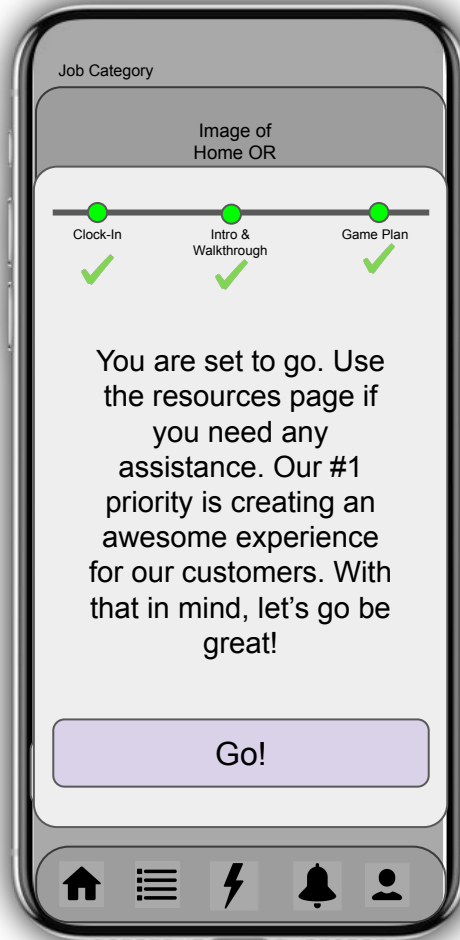 Job Category
Image of
Home OR
Clock-In
Intro &
Walkthrough
Game Plan
You are set to go. Use
the resources page if
you need any
assistance. Our #1
priority is creating an
awesome experience
for our customers. With
that in mind, let’s go be
great!
Go!